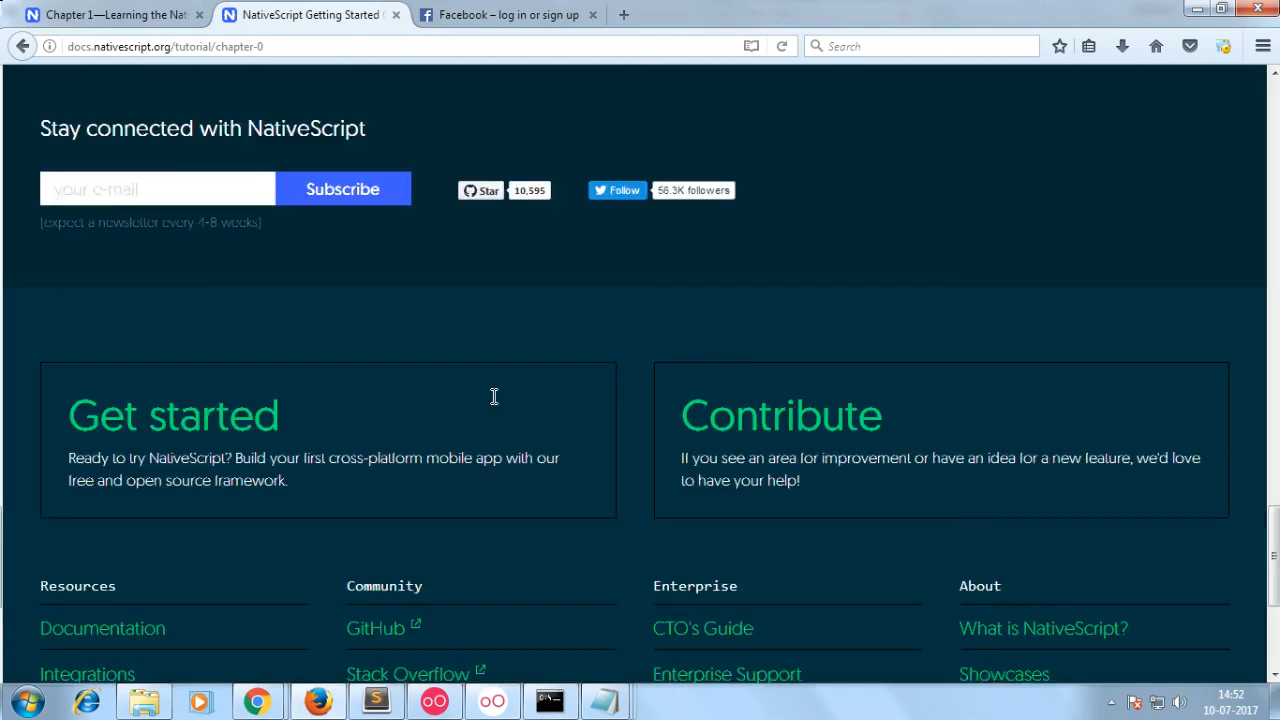 Chapter 1—Learning the Nat
NativeScript Getting Started
Facebook – log in or sign up
docs.nativescript.org/tutorial/chapter-0
Search
Stay connected with NativeScript
your e-mail
Subscribe
Star
10,595
Follow
56.3K followers
[expect a newsletter every 4-8 weeks]
Get started
Ready to try NativeScript? Build your first cross-platform mobile app with our
free and open source framework.
Contribute
If you see an area for improvement or have an idea for a new feature, we'd love
to have your help!
Resources
Community
Enterprise
About
Documentation
GitHub
CTO's Guide
What is NativeScript?
Integrations
Stack Overflow
Enterprise Support
Showcases
14:52
10-07-2017